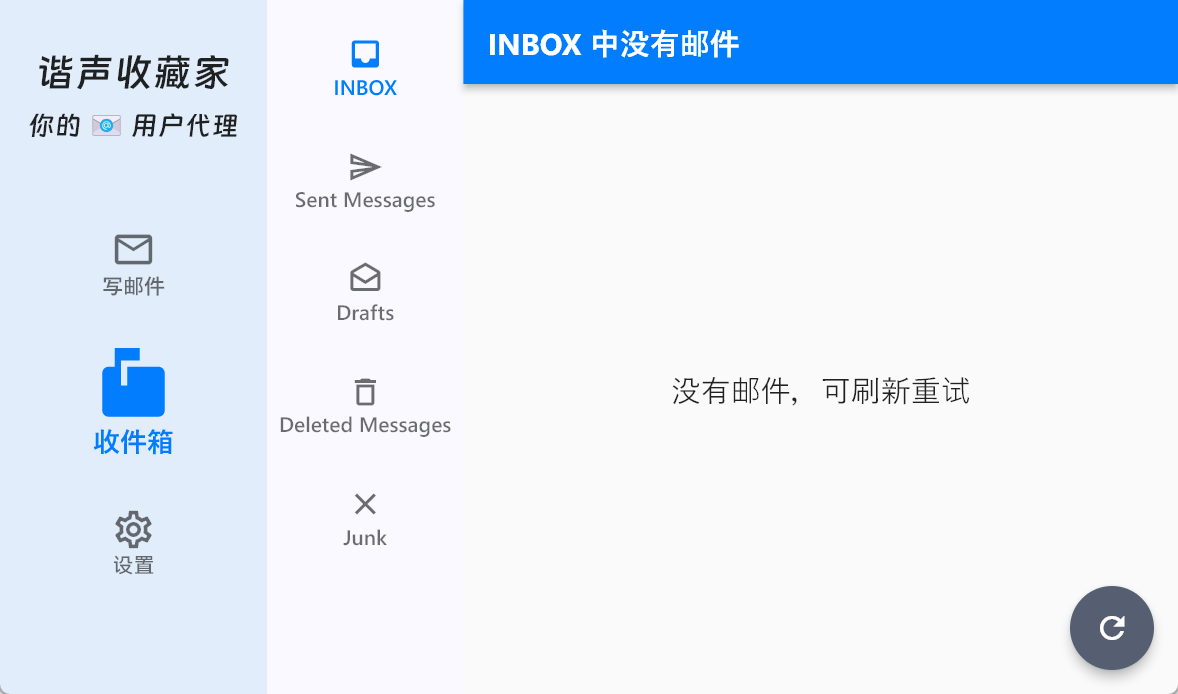 谐声收藏家
你的 📧 用户代理
写邮件
收件箱
设置
INBOX
Sent Messages
Drafts
Deleted Messages
Junk
INBOX 中没有邮件
没有邮件，可刷新重试